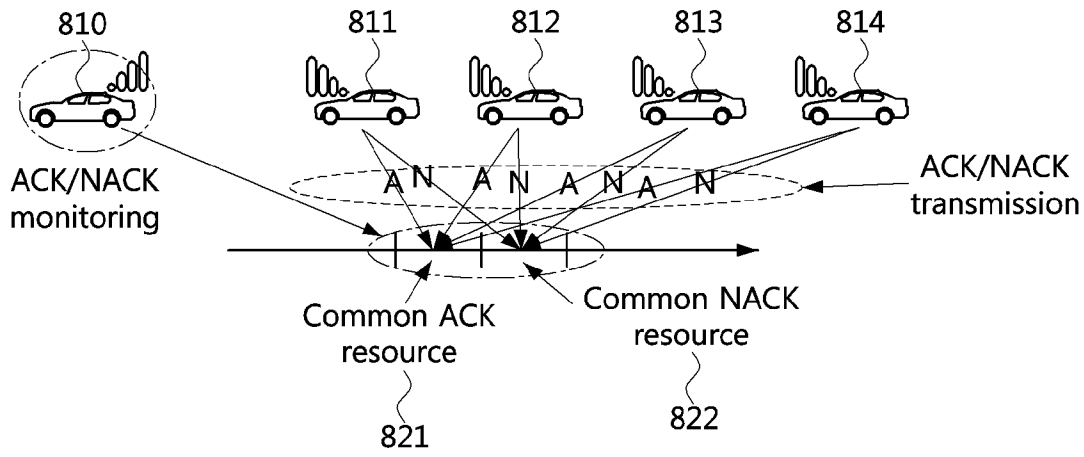 810
811
812
813
814
ACK/NACK
monitoring
A N A N A N A N
ACK/NACK
transmission
Common ACK
resource
Common NACK
resource
821
822